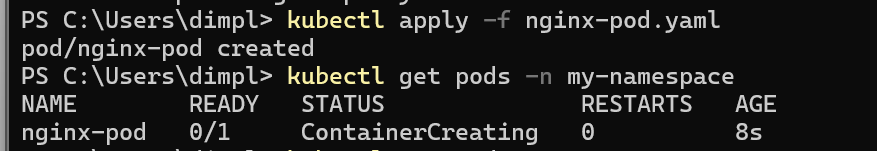 PS C:\Users\dimpl> kubectl apply -f nginx-pod.yaml
pod/nginx-pod created
PS C:\Users\dimpl> kubectl get pods -n my-namespace
NAME READY STATUS RESTARTS AGE
nginx-pod 0/1 ContainerCreating 0 8s